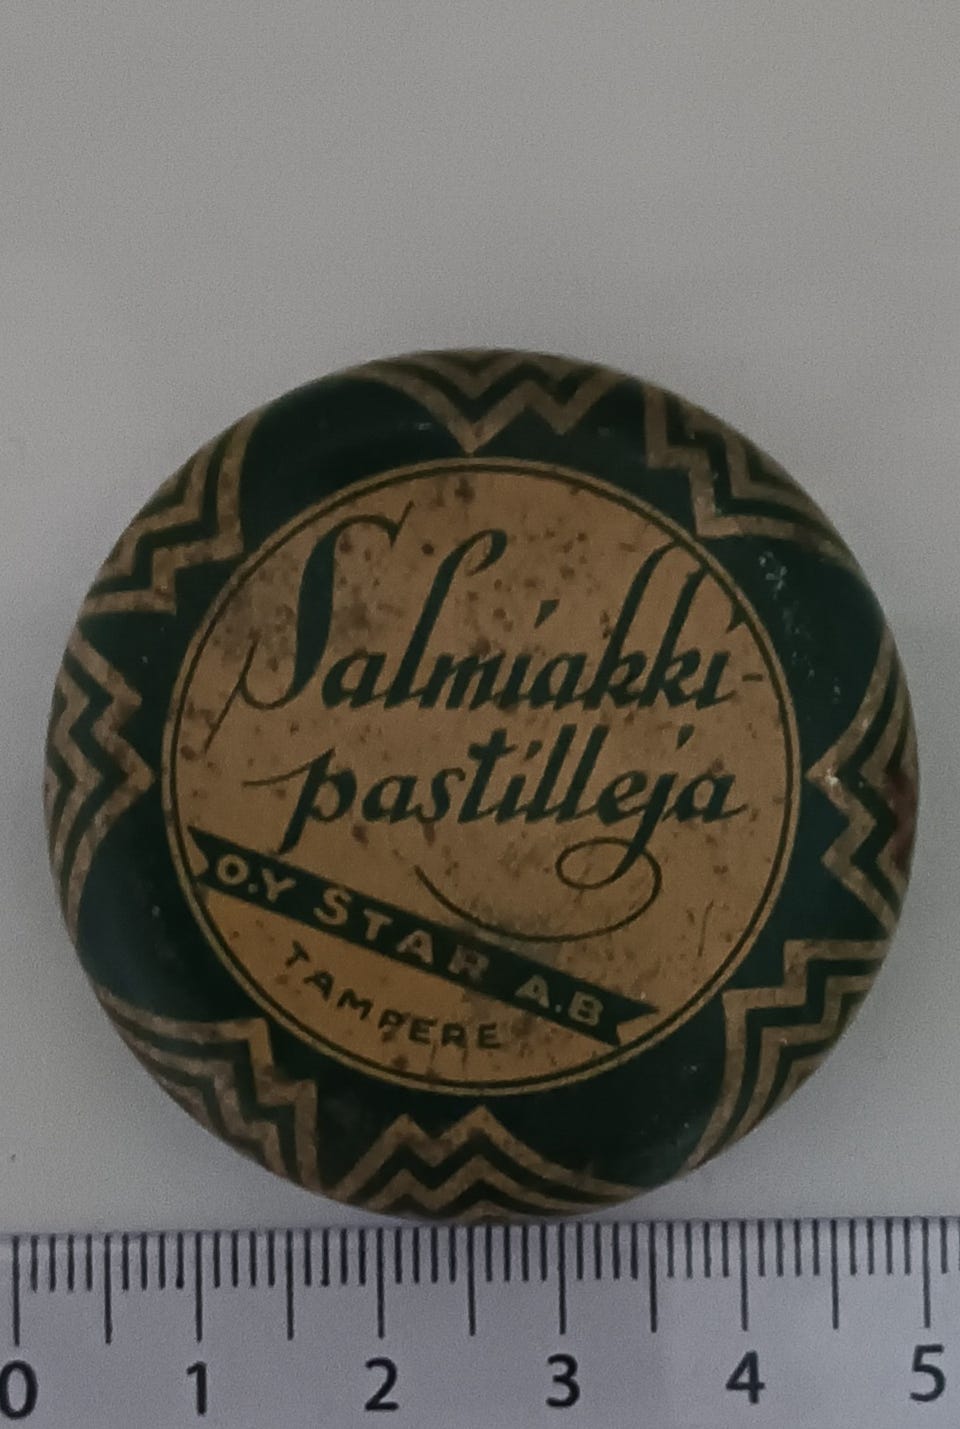 Salmiakki-
pastilleja
O.Y STAR A.B
TAMPERE
0 1 2 3 4 5